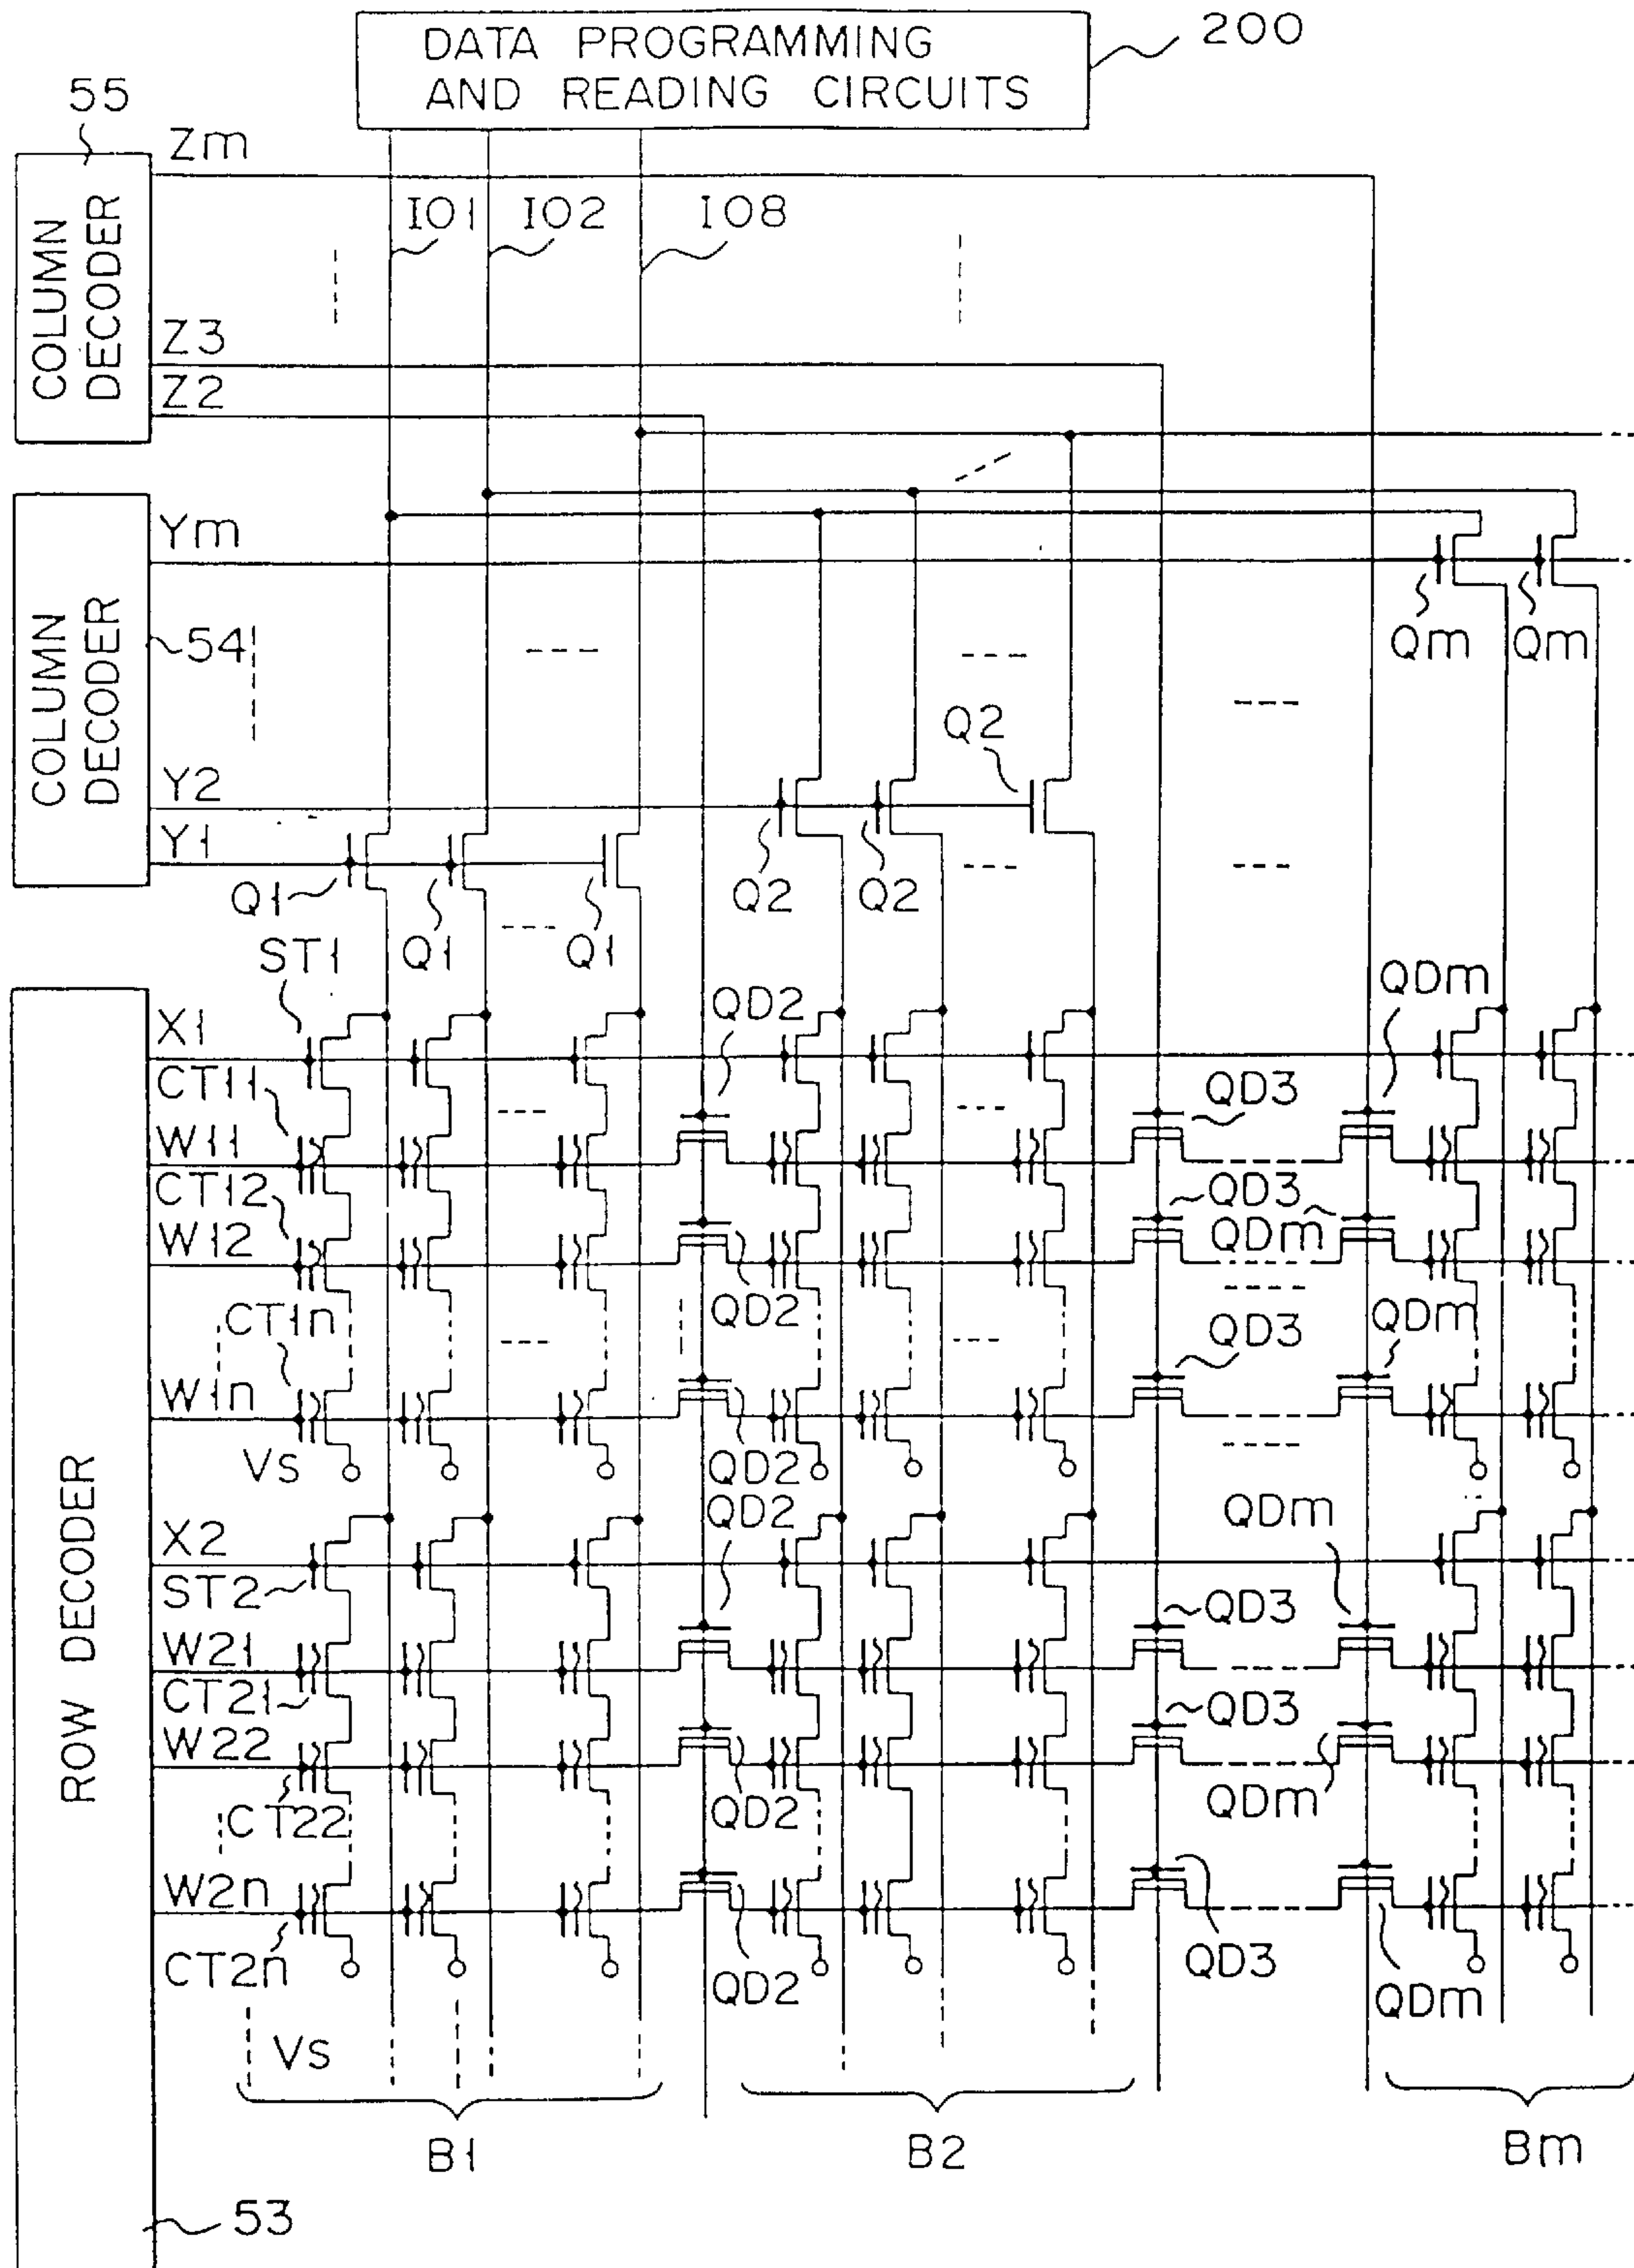 DATA PROGRAMMING
AND READING CIRCUITS
200
55
Zm
IO1
IO2
IO8
COLUMN
DECODER
Z3
Z2
Ym
Qm
Qm
COLUMN
DECODER
54
Q2
Y2
Y1
Q1
Q1
Q1
Q2
Q2
ST1
QD2
QDm
X1
CT11
QD3
W11
CT12
QD3
W12
QDm
CT1n
QD2
QD3
QDm
W1n
Vs
QD2
QD2
QDm
X2
ST2
QD3
W21
CT21
QD3
W22
CT22
QD2
QDm
W2n
CT2n
QD2
QD3
QDm
Vs
ROW DECODER
B1
B2
Bm
53